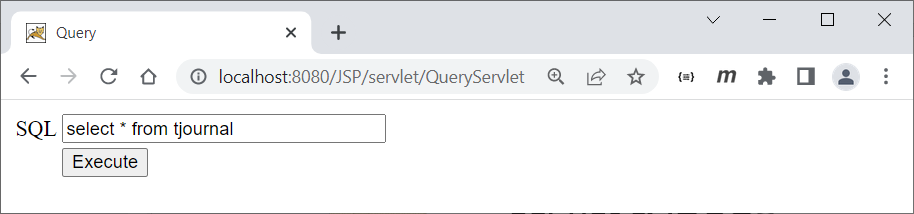 Query
localhost:8080/JSP/servlet/QueryServlet
SQL select * from tjournal
Execute